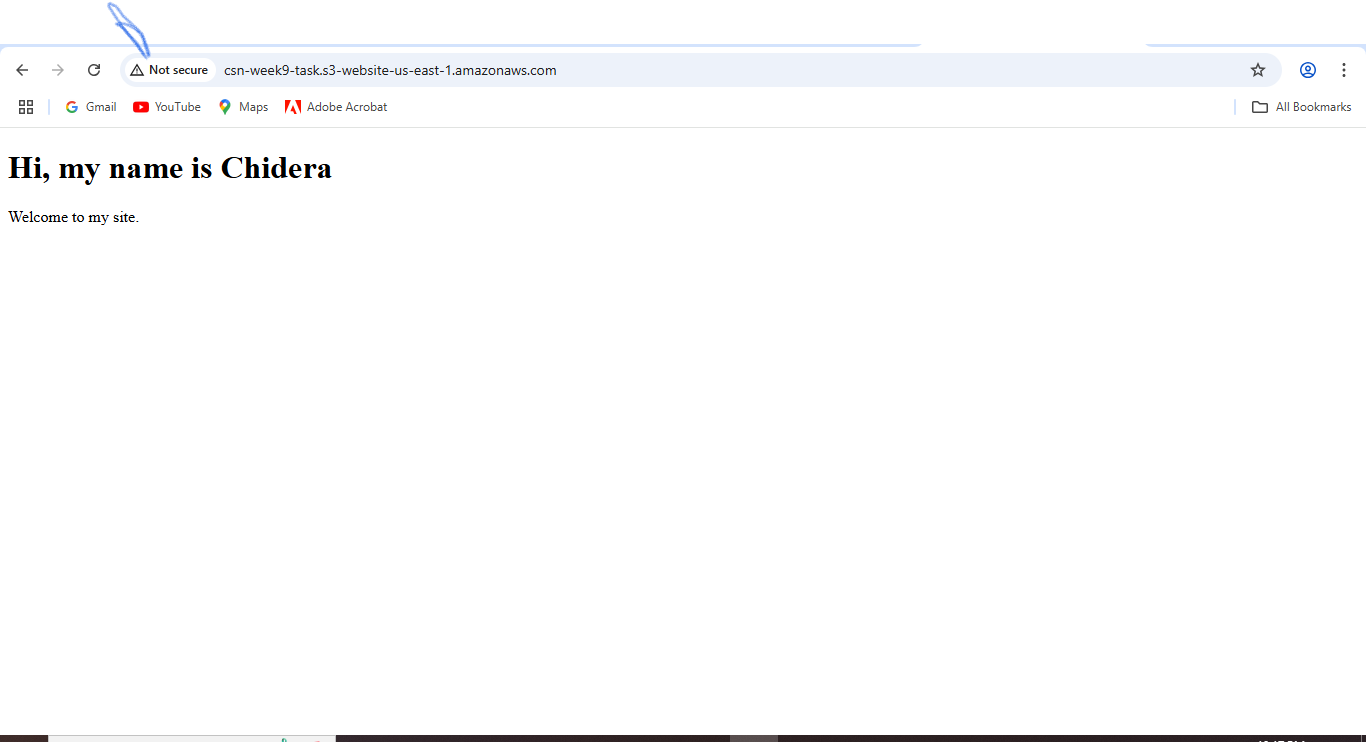 Not secure csn-week9-task.s3-website-us-east-1.amazonaws.com
Gmail YouTube Maps Adobe Acrobat All Bookmarks
Hi, my name is Chidera
Welcome to my site.